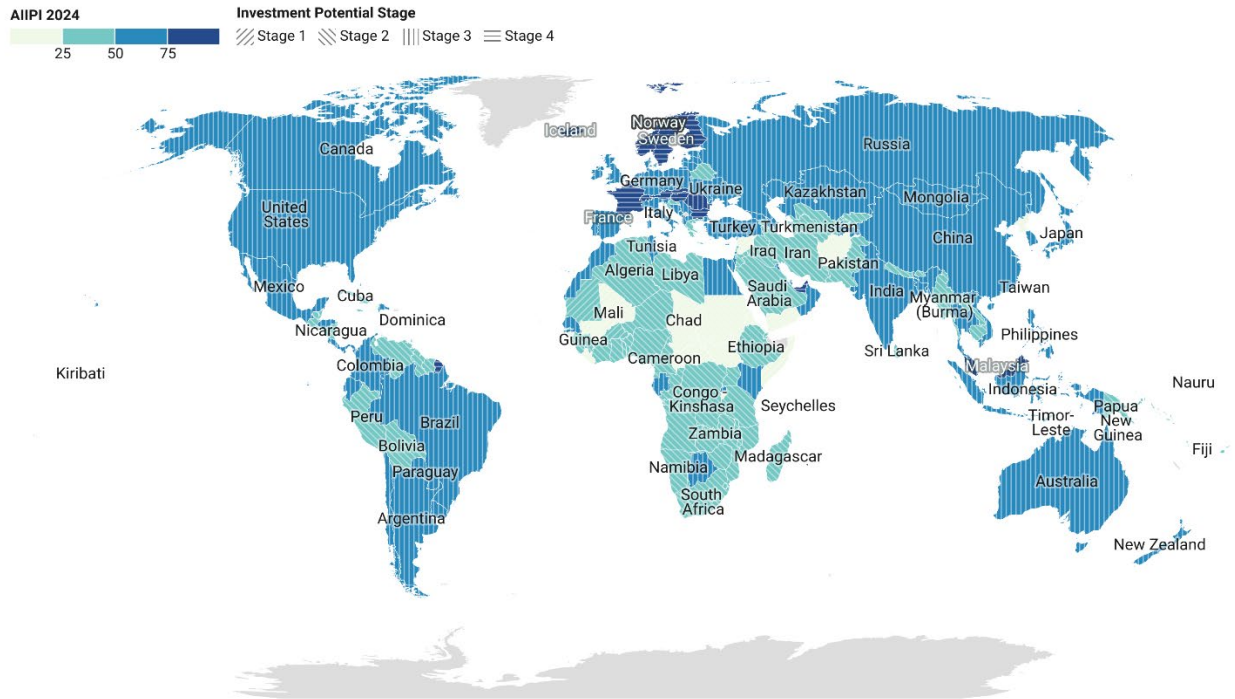 AIIPI 2024
25 50 75
Investment Potential Stage
Stage 1 Stage 2 Stage 3 Stage 4
Iceland
Norway
Sweden
Canada
Russia
Germany
Ukraine
Kazakhstan
Mongolia
United
States
France
Italy
Turkey
Turkmenistan
China
Japan
Tunisia
Iraq
Iran
Pakistan
Algeria
Libya
Mexico
Cuba
Saudi
Arabia
India
Myanmar
(Burma)
Taiwan
Dominica
Nicaragua
Mali
Chad
Philippines
Guinea
Cameroon
Ethiopia
Sri Lanka
Colombia
Malaysia
Kiribati
Indonesia
Nauru
Congo
Kinshasa
Seychelles
Peru
Brazil
Timor-
Leste
Papua
New
Guinea
Bolivia
Zambia
Fiji
Madagascar
Paraguay
Namibia
Australia
South
Africa
Argentina
New Zealand